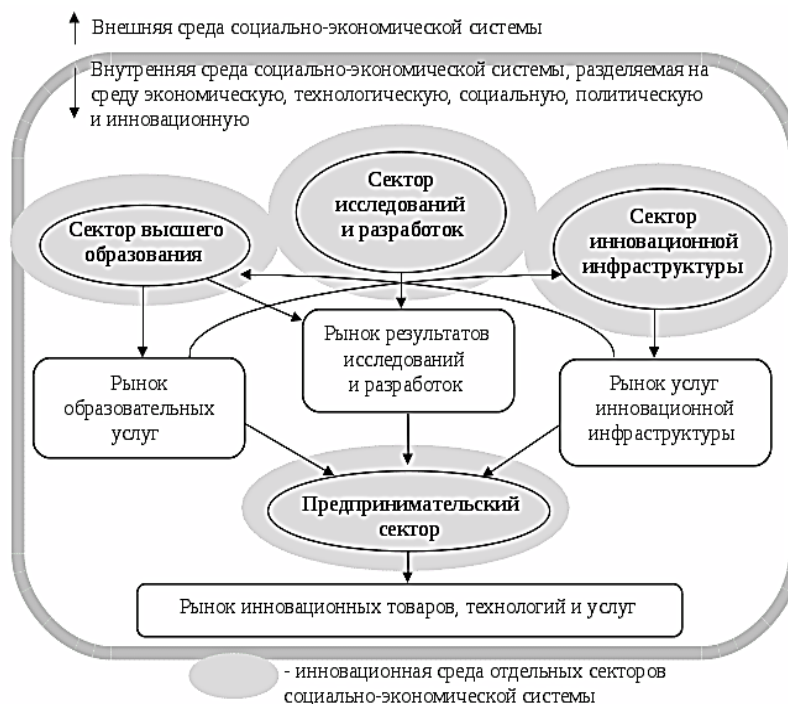 Внешняя среда социально-экономической системы
Внутренняя среда социально-экономической системы, разделяемая на
среду экономическую, технологическую, социальную, политическую
и инновационную
Сектор
исследований
и разработок
Сектор высшего
образования
Сектор
инновационной
инфраструктуры
Рынок результатов
исследований
и разработок
Рынок
образовательных
услуг
Рынок услуг
инновационной
инфраструктуры
Предпринимательский
сектор
Рынок инновационных товаров, технологий и услуг
- инновационная среда отдельных секторов
социально-экономической системы